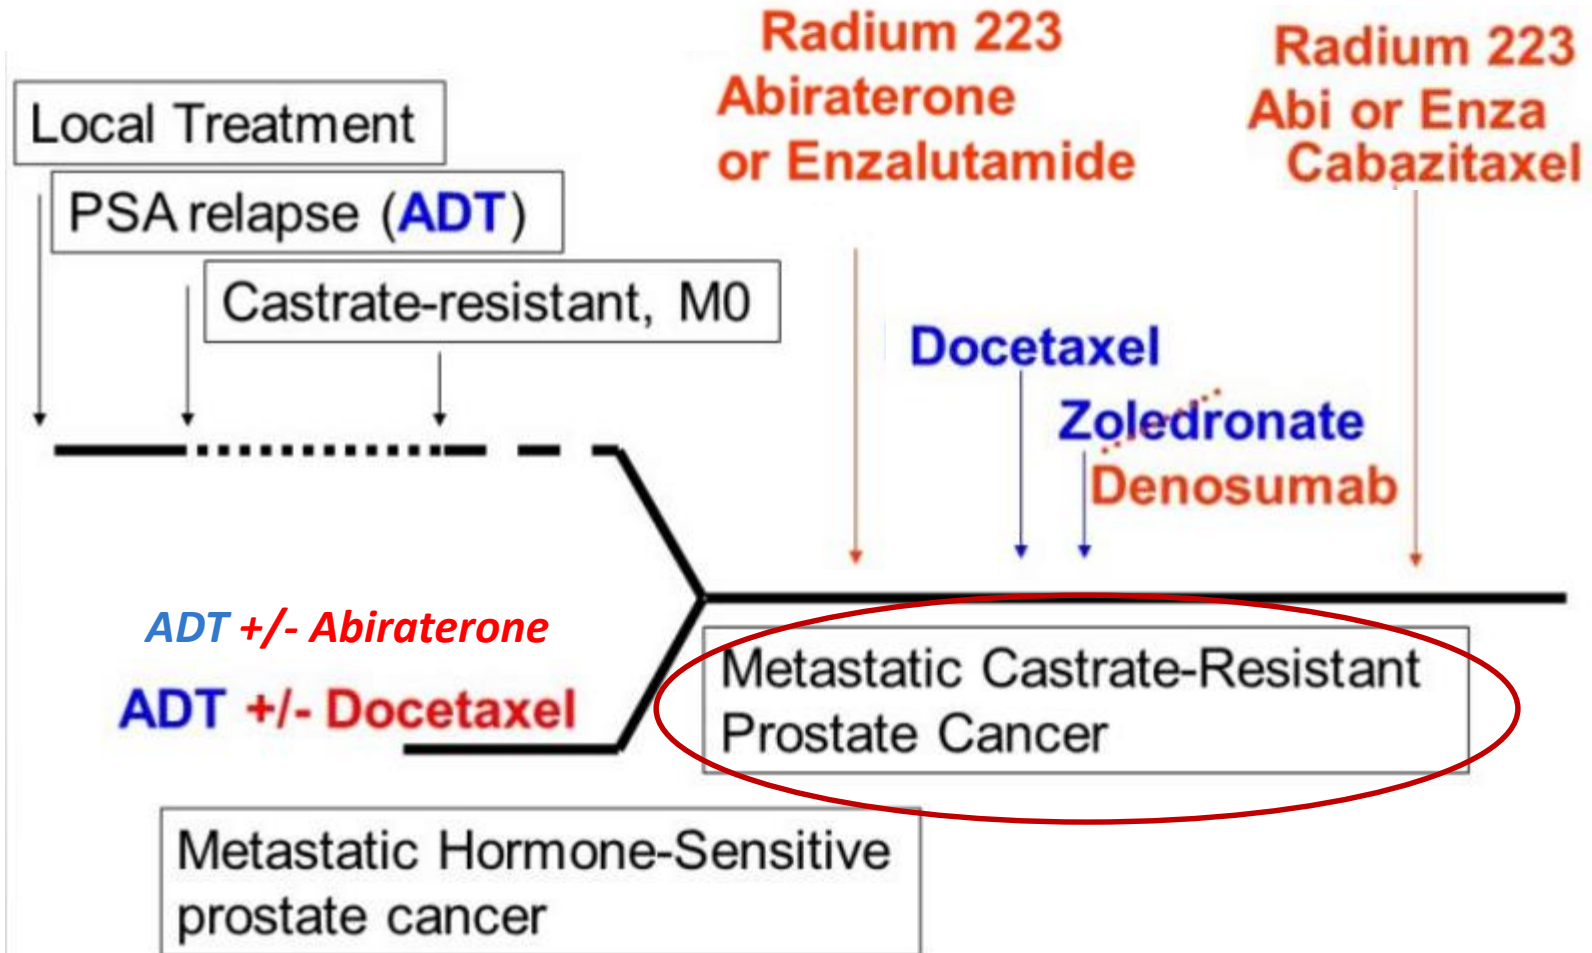 Radium 223
Abiraterone
or Enzalutamide
Radium 223
Abi or Enza
Cabazitaxel
Local Treatment
PSA relapse (ADT)
Castrate-resistant, M0
Docetaxel
Zoledronate
Denosumab
ADT +/- Abiraterone
ADT +/- Docetaxel
Metastatic Castrate-Resistant
Prostate Cancer
Metastatic Hormone-Sensitive
prostate cancer